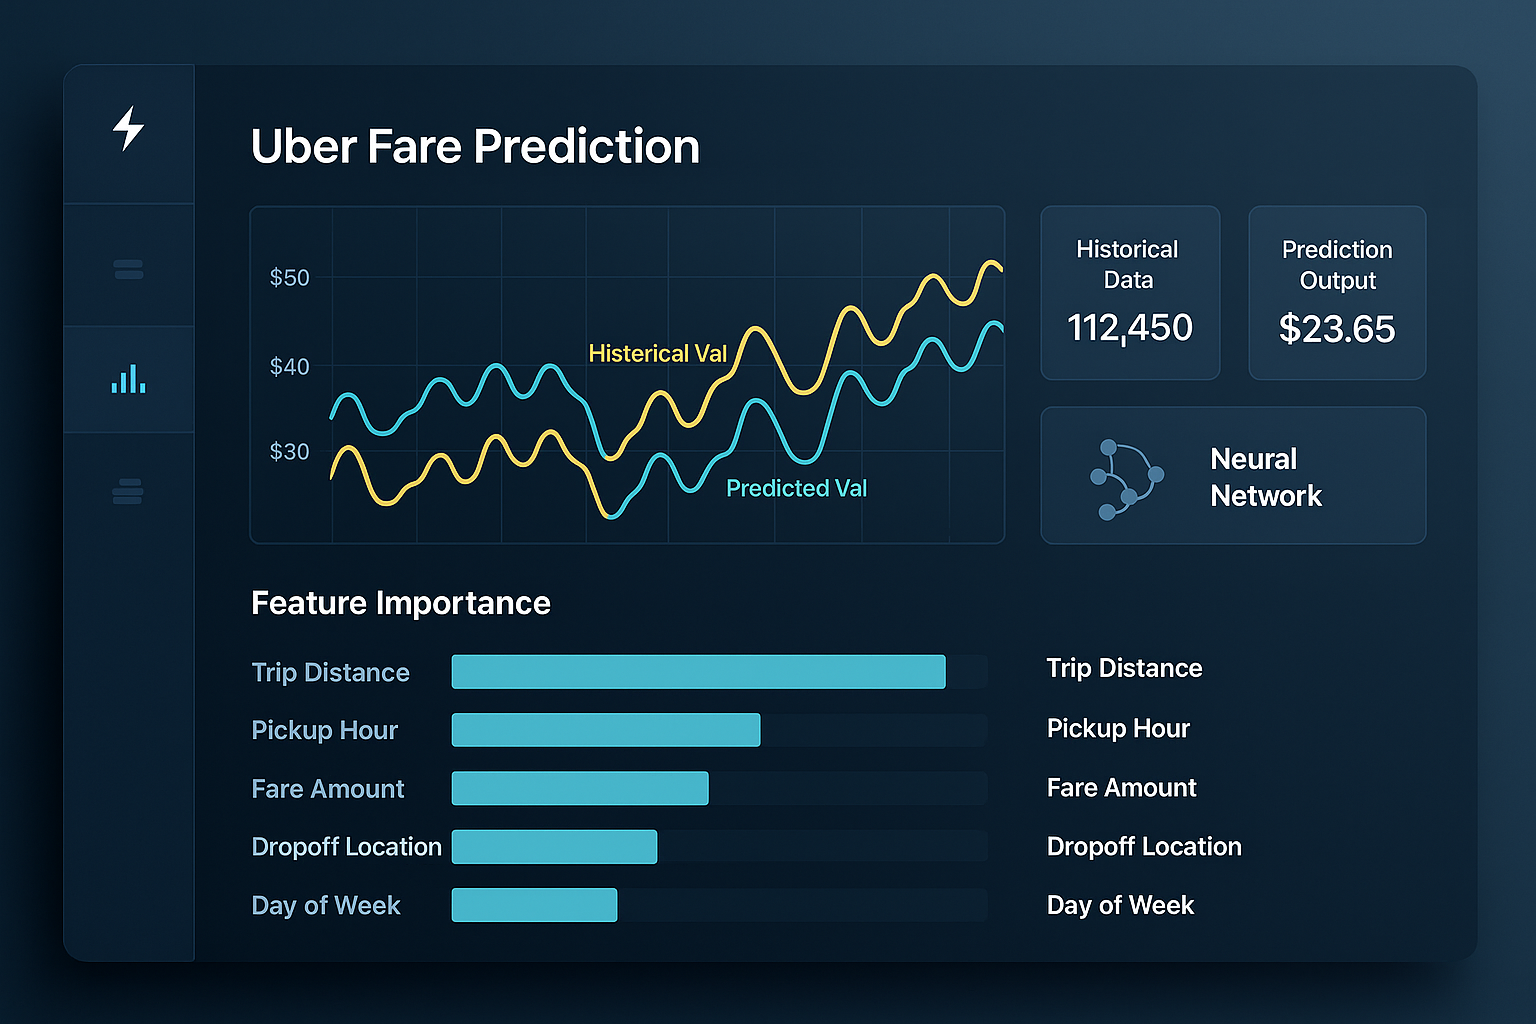 Uber Fare Prediction
$50
$40
$30
Histerical Val
Predicted Val
Historical
Data
112,450
Prediction
Output
$23.65
Neural
Network
Feature Importance
Trip Distance
Pickup Hour
Fare Amount
Dropoff Location
Day of Week
Trip Distance
Pickup Hour
Fare Amount
Dropoff Location
Day of Week